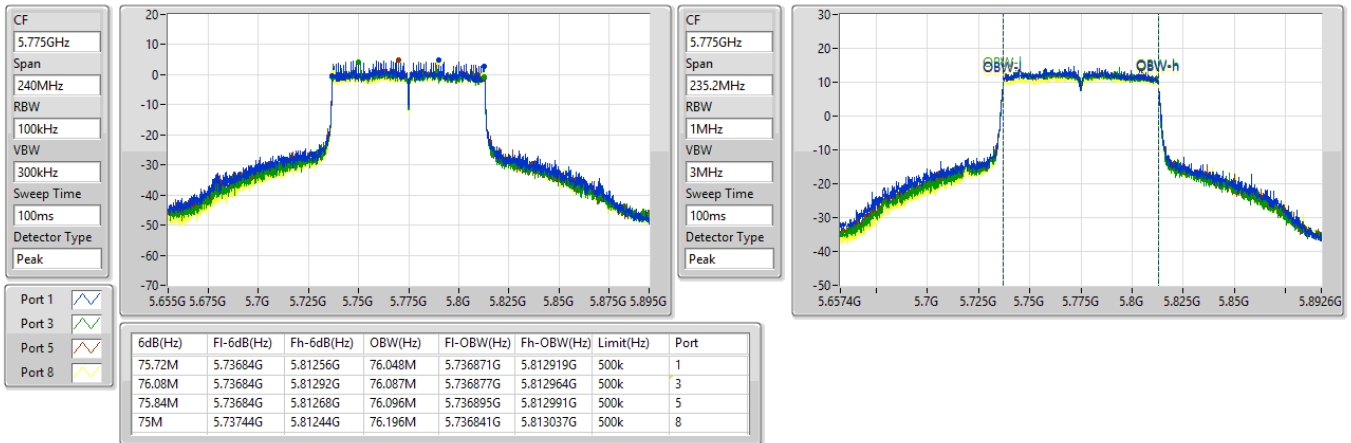 CF
5.775GHz
Span
240MHz
RBW
100kHz
VBW
300kHz
Sweep Time
100ms
Detector Type
Peak
20-
10-
0-
-10-
-20-
-30-
-40-
-50-
-60-
-70-
5.655G 5.675G 5.7G 5.725G 5.75G 5.775G 5.8G 5.825G 5.85G 5.875G 5.895G
CF
5.775GHz
Span
235.2MHz
RBW
1MHz
VBW
3MHz
Sweep Time
100ms
Detector Type
Peak
30-
20-
10-
0-
-10-
-20-
-30-
-40-
-50-
OBW-l OBW-h
5.6574G 5.7G 5.725G 5.75G 5.775G 5.8G 5.825G 5.85G 5.8926G
Port 1
Port 3
Port 5
Port 8
6dB(Hz) Fl-6dB(Hz) Fh-6dB(Hz) OBW(Hz) Fl-OBW(Hz) Fh-OBW(Hz) Limit(Hz) Port
75.72M 5.73684G 5.81256G 76.048M 5.736871G 5.812919G 500k 1
76.08M 5.73684G 5.81292G 76.087M 5.736877G 5.812964G 500k 3
75.84M 5.73684G 5.81268G 76.096M 5.736895G 5.812991G 500k 5
75M 5.73744G 5.81244G 76.196M 5.736841G 5.813037G 500k 8